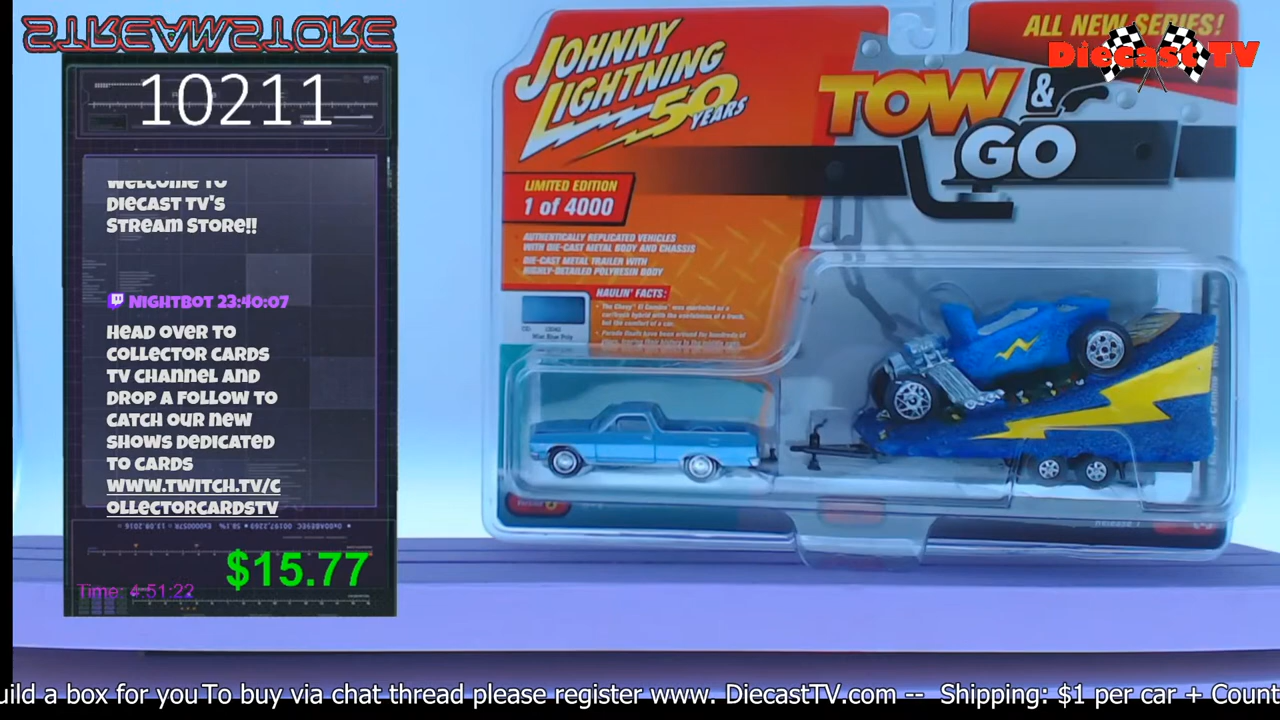 STREAMSTORE
10211
WELCOME TO
DIECAST TV'S
STREAM STORE!!
NIGHTBOT 23:40:07
HEAD OVER TO
COLLECTOR CARDS
TV CHANNEL AND
DROP A FOLLOW TO
CATCH OUR NEW
SHOWS DEDICATED
TO CARDS
WWW.TWITCH.TV/C
OLLECTORCARDSTV
$15.77
Time: 4:51:22
JOHNNY
LIGHTNING
50
YEARS
LIMITED EDITION
1 of 4000
AUTHENTICALLY REPLICATED VEHICLES
WITH DIE-CAST METAL BODY AND CHASSIS
DIE-CAST METAL TRAILER WITH
HIGHLY-DETAILED POLYRESIN BODY
HAULIN' FACTS:
ALL NEW SERIES!
Diecast TV
TOW &
GO
uild a box for you To buy via chat thread please register www. DiecastTV.com -- Shipping: $1 per car + Count